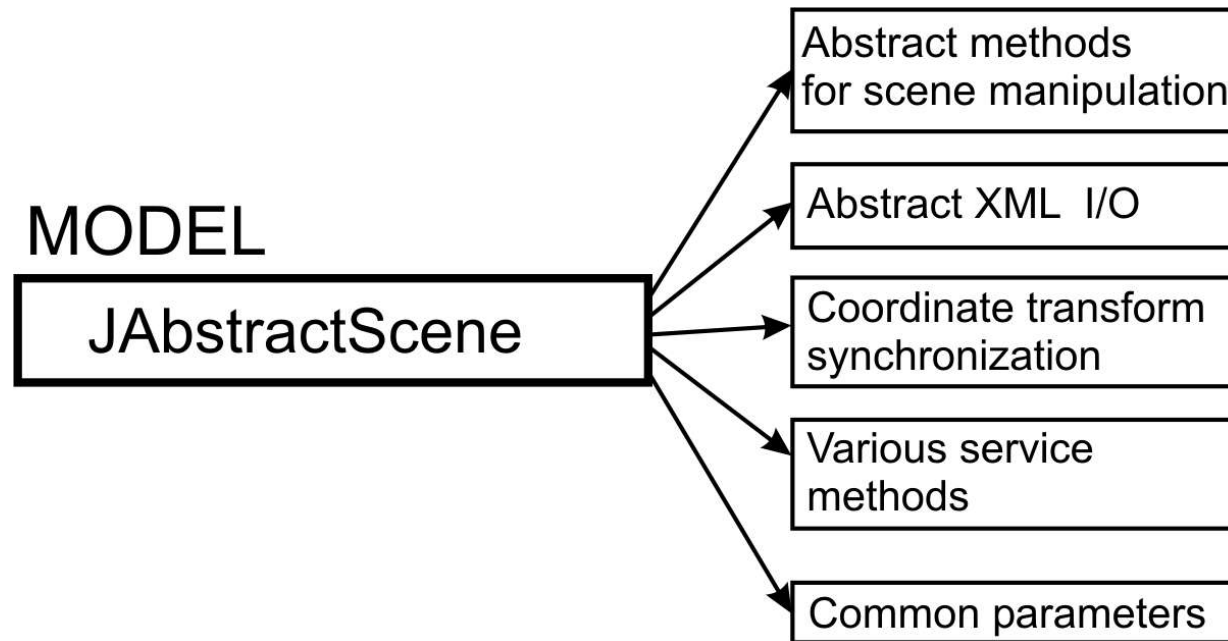 Abstract methods
for scene manipulation
Abstract XML I/O
MODEL
JAbstractScene
Coordinate transform
synchronization
Various service
methods
Common parameters